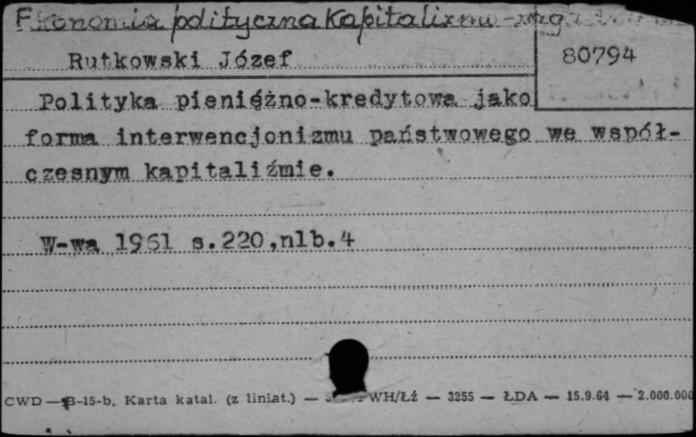 Ekonomia polityczna kapitalizmu
Rutkowski Józef
80794
Polityka pieniężno-kredytowa jako
forma interwencjonizmu państwowego we współ-
czesnym kapitaliźmie.
W-wa 1961 s.220,nlb.4
CWD — B-15-b. Karta katal. (z liniat.) — WH/Łż — 3255 — ŁDA — 15.9.64 — 2.000.000